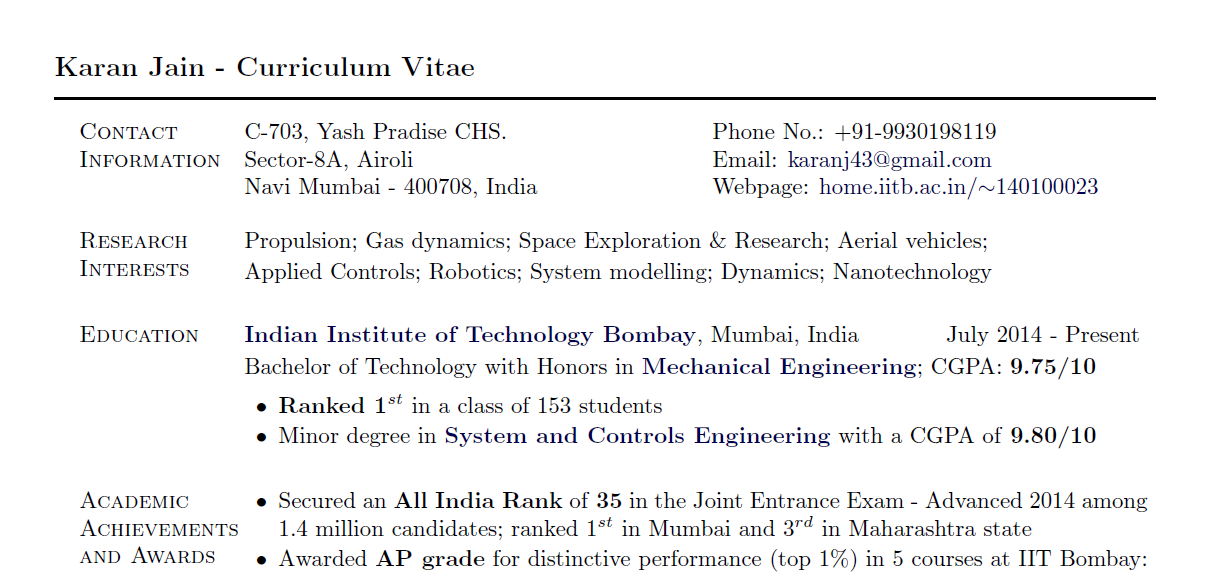 Karan Jain - Curriculum Vitae
CONTACT INFORMATION
C-703, Yash Pradise CHS.
Sector-8A, Airoli
Navi Mumbai - 400708, India
Phone No.: +91-9930198119
Email: karanj43@gmail.com
Webpage: home.iitb.ac.in/~140100023
RESEARCH INTERESTS
Propulsion; Gas dynamics; Space Exploration & Research; Aerial vehicles;
Applied Controls; Robotics; System modelling; Dynamics; Nanotechnology
EDUCATION
Indian Institute of Technology Bombay, Mumbai, India July 2014 - Present
Bachelor of Technology with Honors in Mechanical Engineering; CGPA: 9.75/10
• Ranked 1st in a class of 153 students
• Minor degree in System and Controls Engineering with a CGPA of 9.80/10
ACADEMIC ACHIEVEMENTS AND AWARDS
• Secured an All India Rank of 35 in the Joint Entrance Exam - Advanced 2014 among
1.4 million candidates; ranked 1st in Mumbai and 3rd in Maharashtra state
• Awarded AP grade for distinctive performance (top 1%) in 5 courses at IIT Bombay: